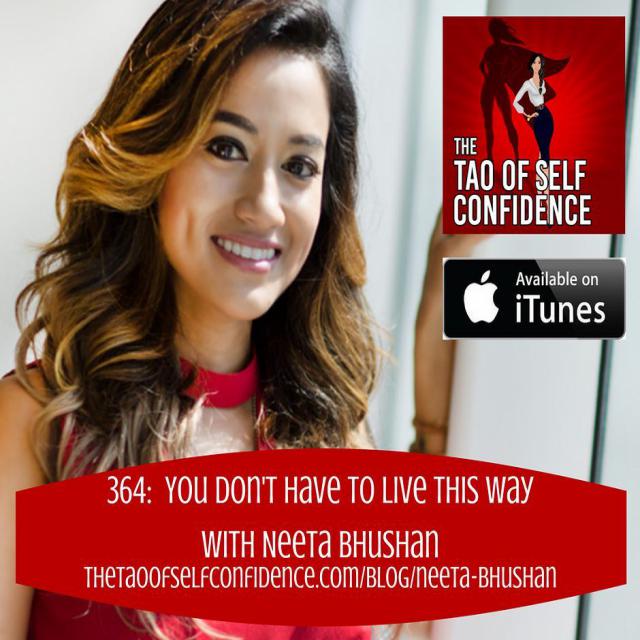 THE
TAO OF SELF
CONFIDENCE
Available on
iTunes
364: YOU DON'T HAVE TO LIVE THIS WAY
WITH NEETA BHUSHAN
THETAOOFSELFCONFIDENCE.COM/BLOG/NEETA-BHUSHAN